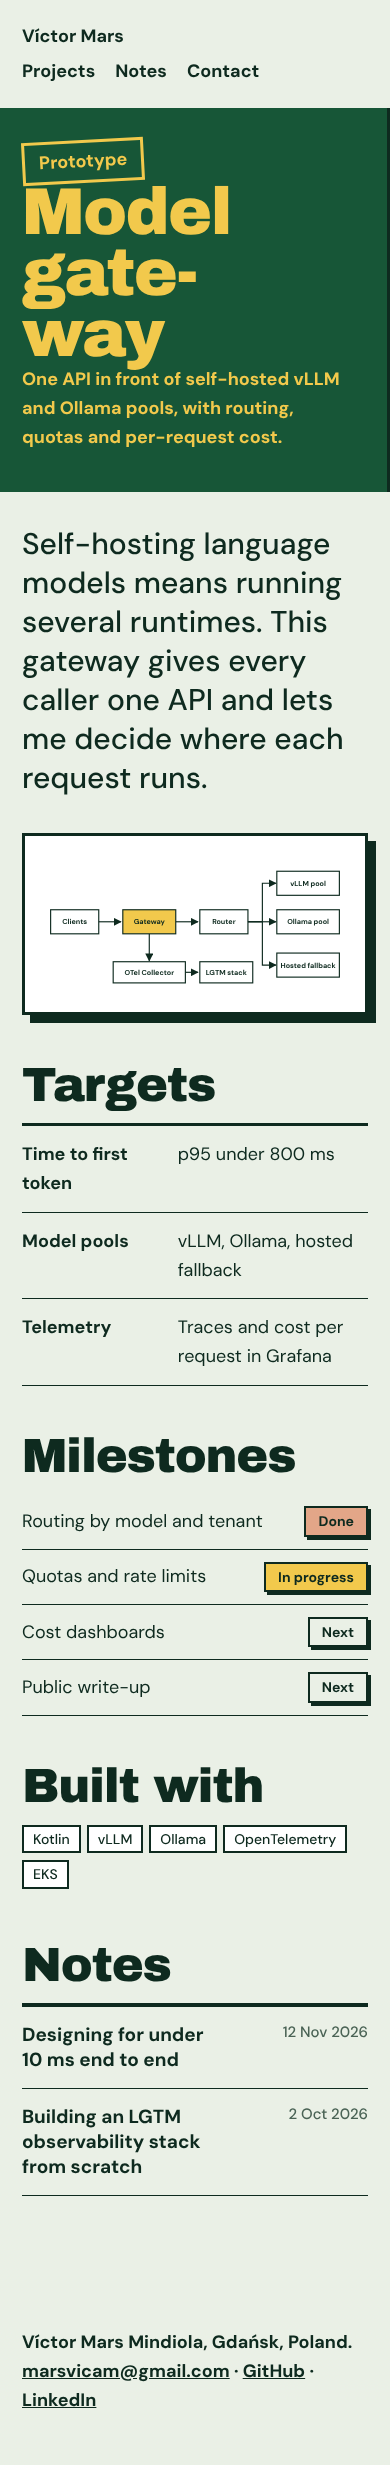 Víctor Mars
Projects Notes Contact
Prototype
Model
gate-
way
One API in front of self-hosted vLLM
and Ollama pools, with routing,
quotas and per-request cost.
Self-hosting language
models means running
several runtimes. This
gateway gives every
caller one API and lets
me decide where each
request runs.
vLLM pool
Clients Gateway Router Ollama pool
Hosted fallback
OTel Collector LGTM stack
Targets
Time to first p95 under 800 ms
token
Model pools vLLM, Ollama, hosted
fallback
Telemetry Traces and cost per
request in Grafana
Milestones
Routing by model and tenant Done
Quotas and rate limits In progress
Cost dashboards Next
Public write-up Next
Built with
Kotlin vLLM Ollama OpenTelemetry
EKS
Notes
Designing for under 12 Nov 2026
10 ms end to end
Building an LGTM 2 Oct 2026
observability stack
from scratch
Víctor Mars Mindiola, Gdańsk, Poland.
marsvicam@gmail.com · GitHub ·
LinkedIn